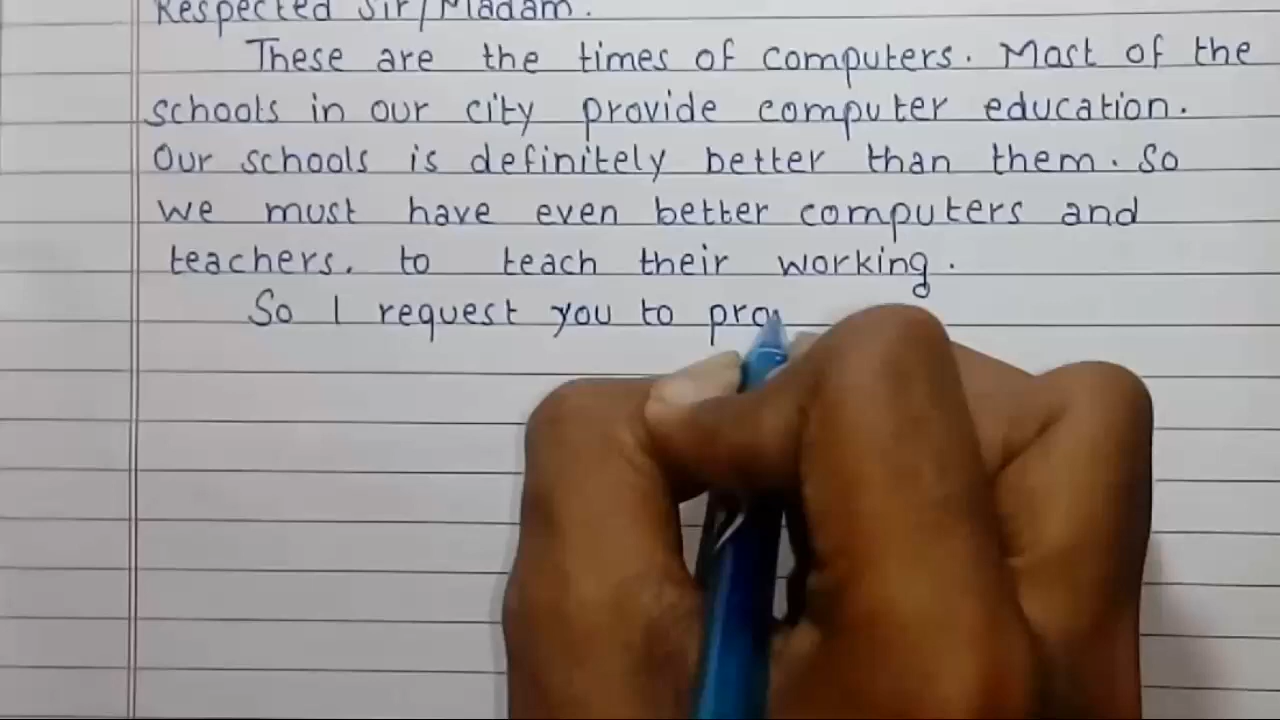 Respected Sir/Madam.
These are the times of computers. Most of the
schools in our city provide computer education.
Our schools is definitely better than them. So
we must have even better computers and
teachers. to teach their working.
So I request you to pro